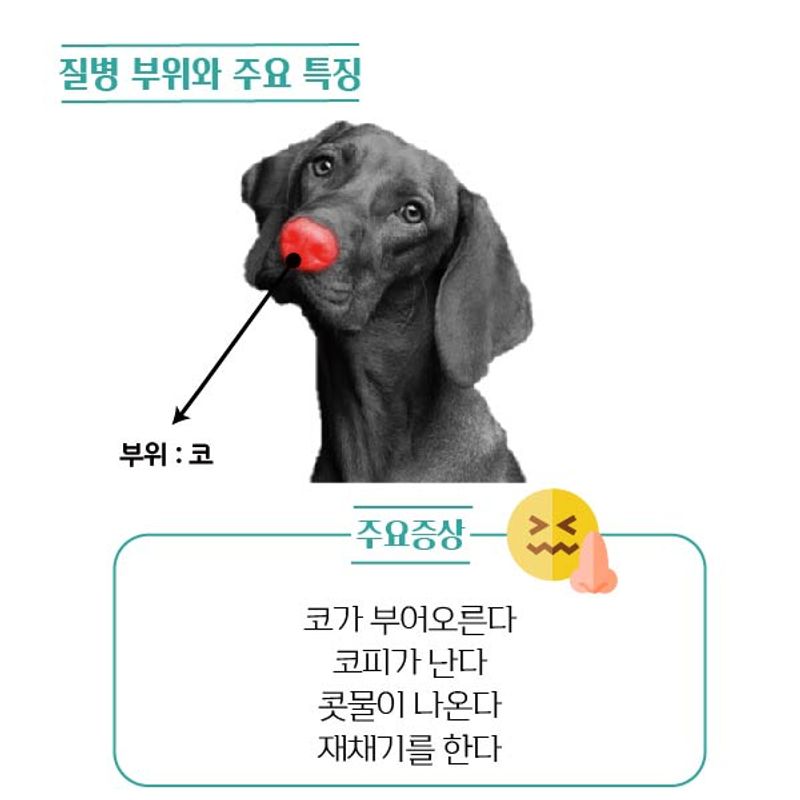 질병 부위와 주요 특징
부위 : 코
주요증상
코가 부어오른다
코피가 난다
콧물이 나온다
재채기를 한다